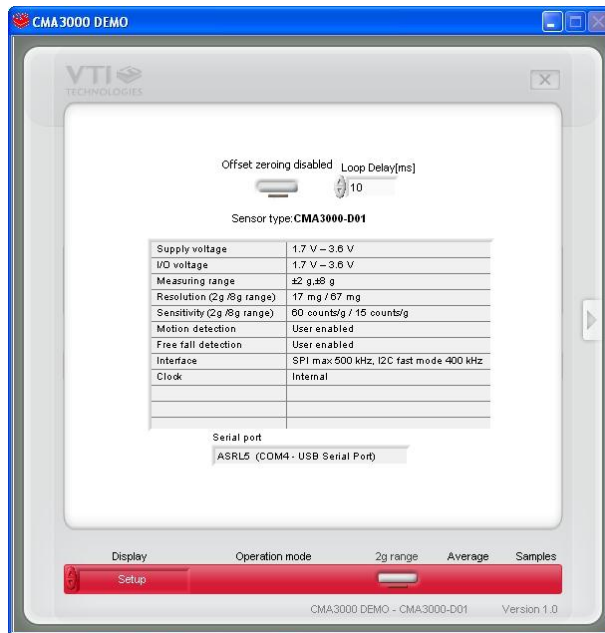 CMA3000 DEMO
VTI
TECHNOLOGIES
Offset zeroing disabled Loop Delay[ms]
10
Sensor type:CMA3000-D01
Supply voltage 1.7 V – 3.6 V
I/O voltage 1.7 V – 3.6 V
Measuring range ±2 g,±8 g
Resolution (2g /8g range) 17 mg / 67 mg
Sensitivity (2g /8g range) 60 counts/g / 15 counts/g
Motion detection User enabled
Free fall detection User enabled
Interface SPI max 500 kHz, I2C fast mode 400 kHz
Clock Internal
Serial port
ASRL5 (COM4 - USB Serial Port)
Display Operation mode 2g range Average Samples
Setup
CMA3000 DEMO - CMA3000-D01 Version 1.0